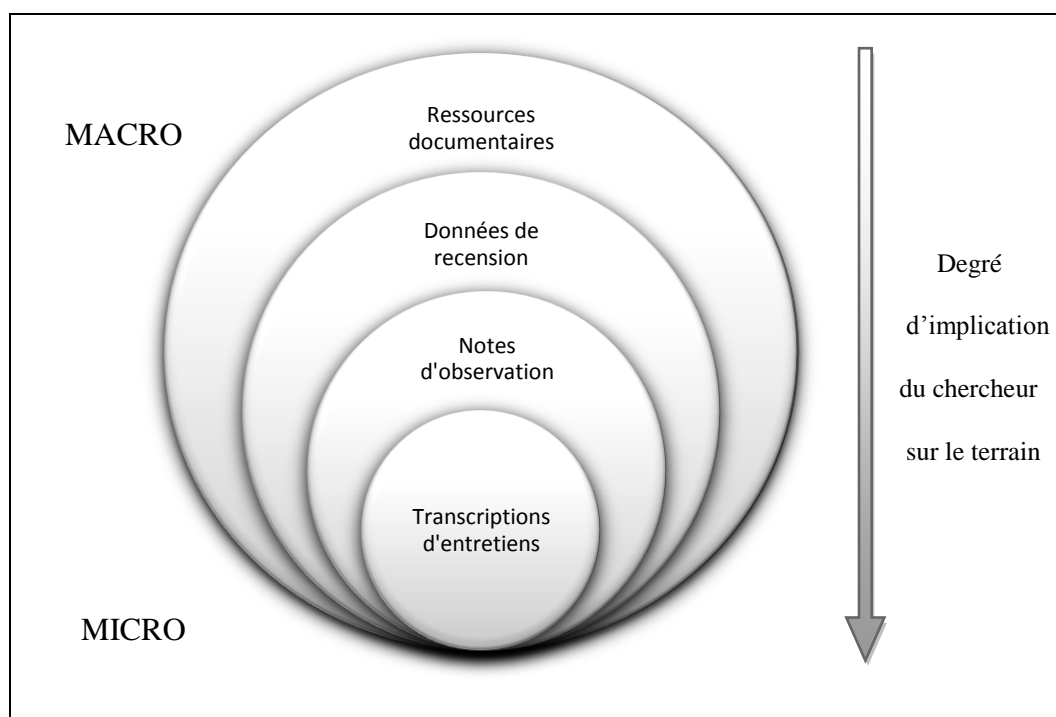 MACRO
Ressources
documentaires
Données de
recension
Notes
d'observation
Transcriptions
d'entretiens
MICRO
Degré
d’implication
du chercheur
sur le terrain